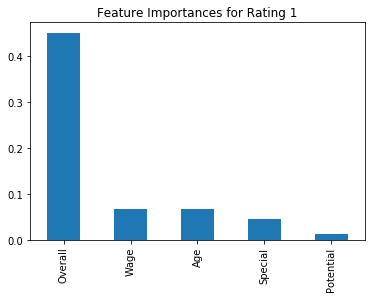 Feature Importances for Rating 1
0.4
0.3
0.2
0.1
0.0
Overall
Wage
Age
Special
Potential